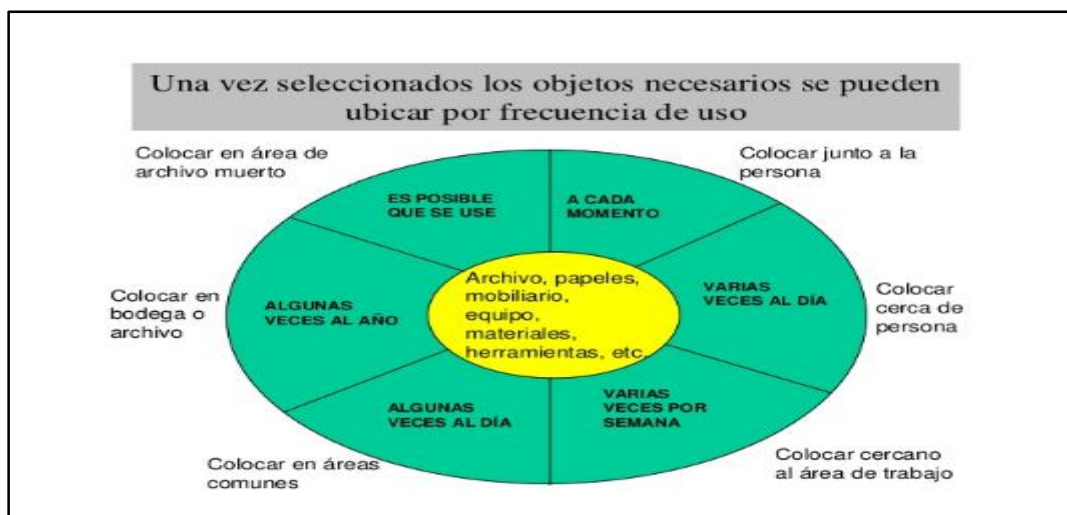 Una vez seleccionados los objetos necesarios se pueden
ubicar por frecuencia de uso
Colocar en área de
archivo muerto
Colocar junto a la
persona
ES POSIBLE
QUE SE USE
A CADA
MOMENTO
Colocar en
bodega o
archivo
ALGUNAS
VECES AL AÑO
Archivo, papeles,
mobiliario,
equipo,
materiales,
herramientas, etc.
VARIAS
VECES AL DÍA
Colocar
cerca de
persona
ALGUNAS
VECES AL DÍA
VARIAS
VECES POR
SEMANA
Colocar en áreas
comunes
Colocar cercano
al área de trabajo